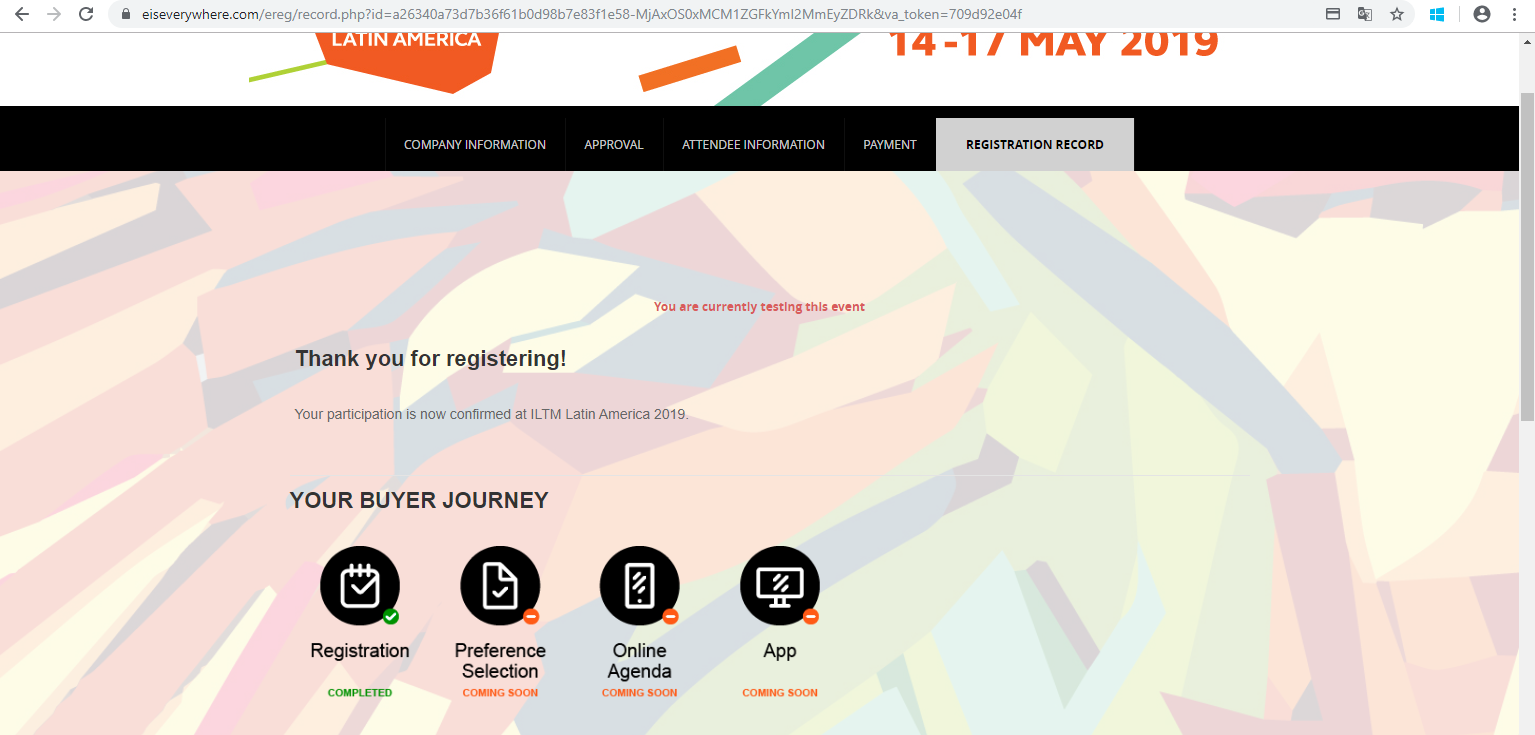 eiseverywhere.com/ereg/record.php?id=a26340a73d7b36f61b0d98b7e83f1e58-MjAxOS0xMCM1ZGFkYmI2MmEyZDRk&va_token=709d92e04f
LATIN AMERICA
14-17 MAY 2019
COMPANY INFORMATION APPROVAL ATTENDEE INFORMATION PAYMENT REGISTRATION RECORD
You are currently testing this event
Thank you for registering!
Your participation is now confirmed at ILTM Latin America 2019.
YOUR BUYER JOURNEY
Registration
COMPLETED
Preference
Selection
COMING SOON
Online
Agenda
COMING SOON
App
COMING SOON